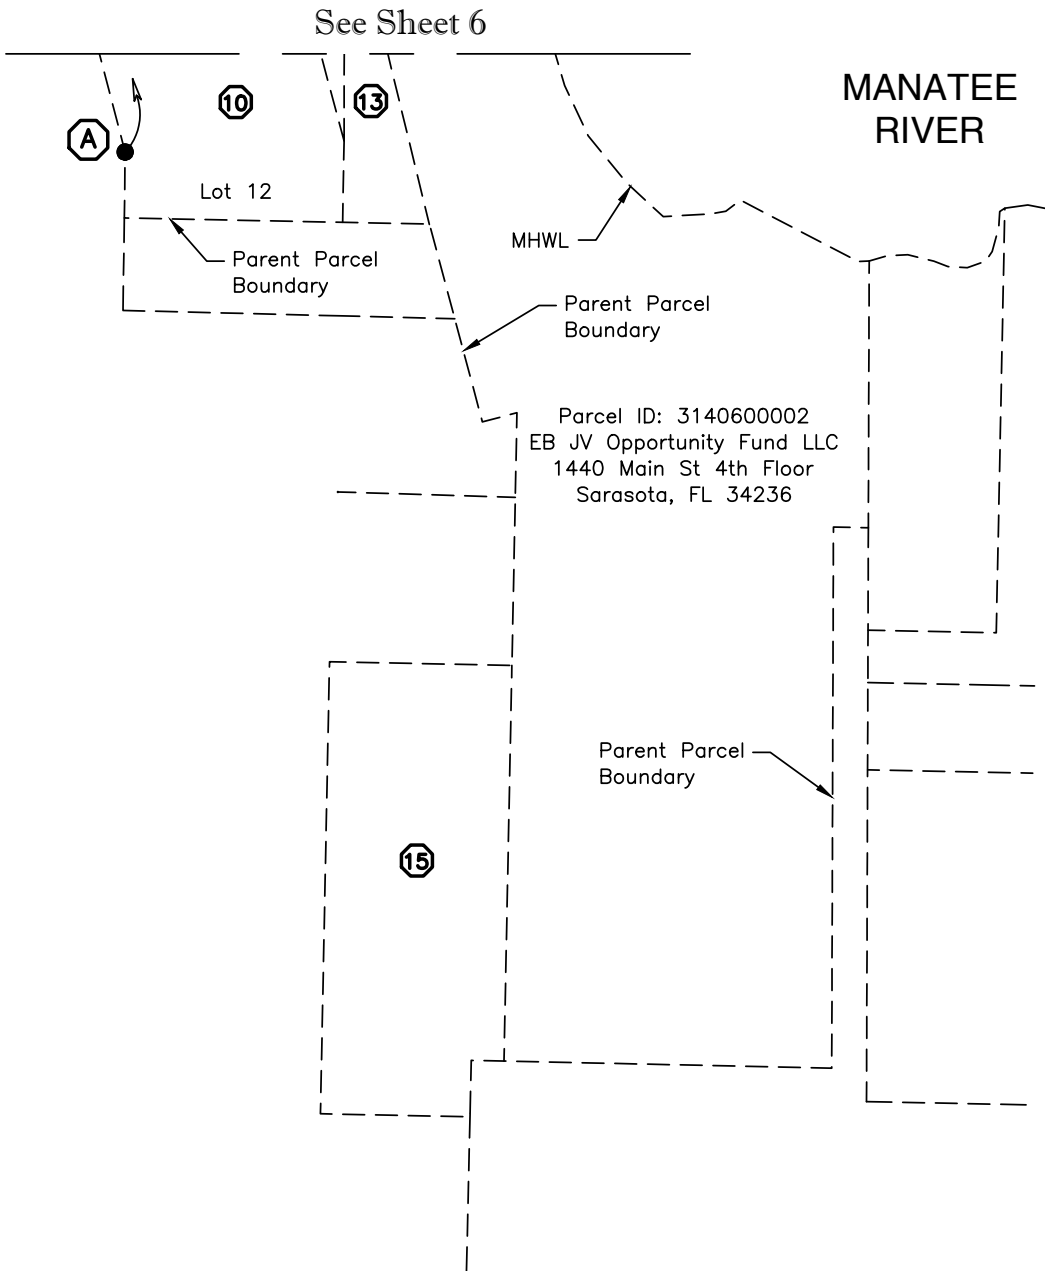 See Sheet 6
MANATEE
RIVER
10
13
A
Lot 12
MHWL
Parent Parcel
Boundary
Parent Parcel
Boundary
Parcel ID: 3140600002
EB JV Opportunity Fund LLC
1440 Main St 4th Floor
Sarasota, FL 34236
Parent Parcel
Boundary
15